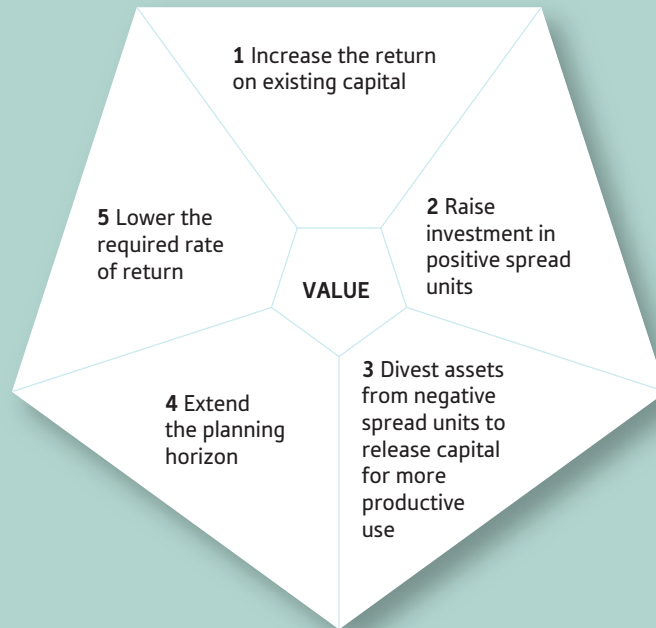 1 Increase the return
on existing capital
2 Raise
investment in
positive spread
units
3 Divest assets
from negative
spread units to
release capital
for more
productive
use
4 Extend
the planning
horizon
5 Lower the
required rate
of return
VALUE